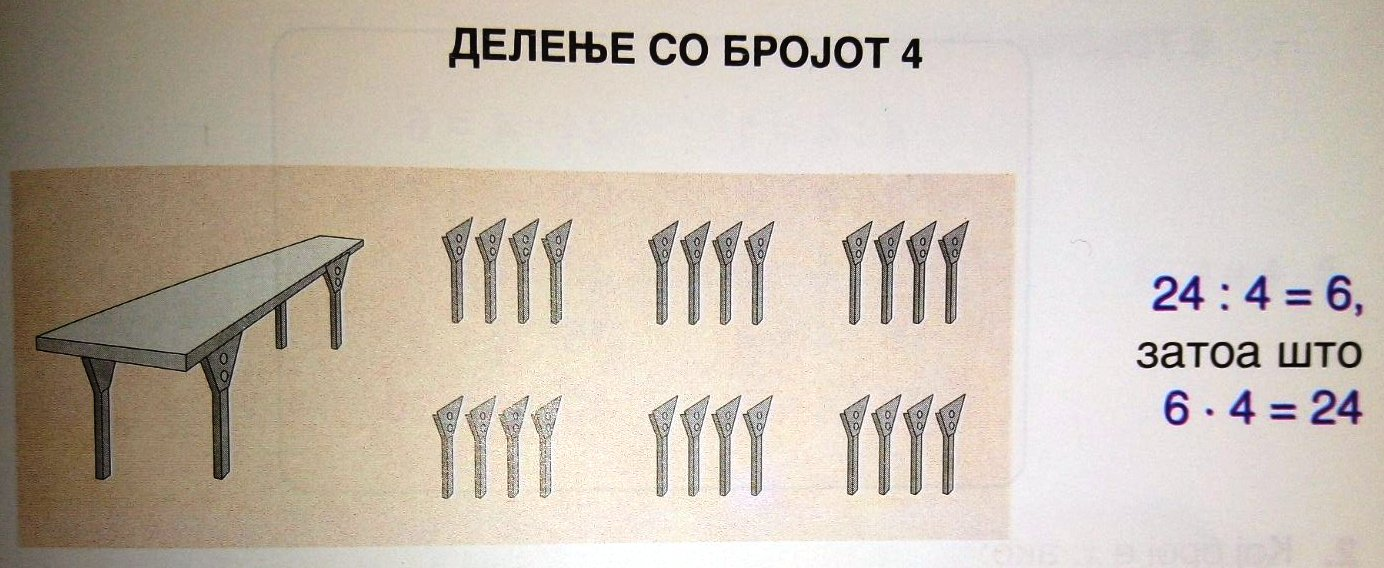 ДЕЛЕЊЕ СО БРОЈОТ 4
24 : 4 = 6,
затоа што
6 · 4 = 24